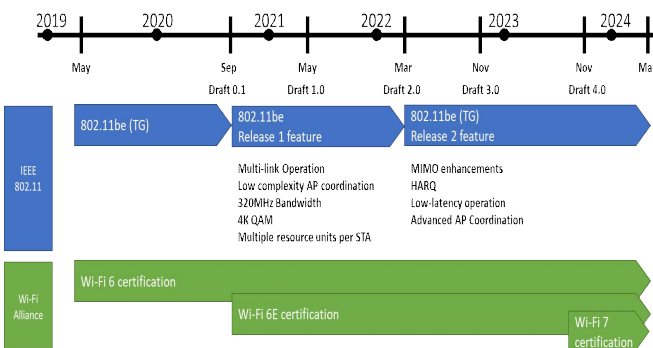 2019 2020 2021 2022 2023 2024
May Sep May Mar Nov Nov
Draft 0.1 Draft 1.0 Draft 2.0 Draft 3.0 Draft 4.0
IEEE
802.11
802.11be (TG)
802.11be
Release 1 feature
802.11be (TG)
Release 2 feature
Multi-link Operation
Low complexity AP coordination
320MHz Bandwidth
4K QAM
Multiple resource units per STA
MIMO enhancements
HARQ
Low-latency operation
Advanced AP Coordination
Wi-Fi
Alliance
Wi-Fi 6 certification
Wi-Fi 6E certification
Wi-Fi 7
certification